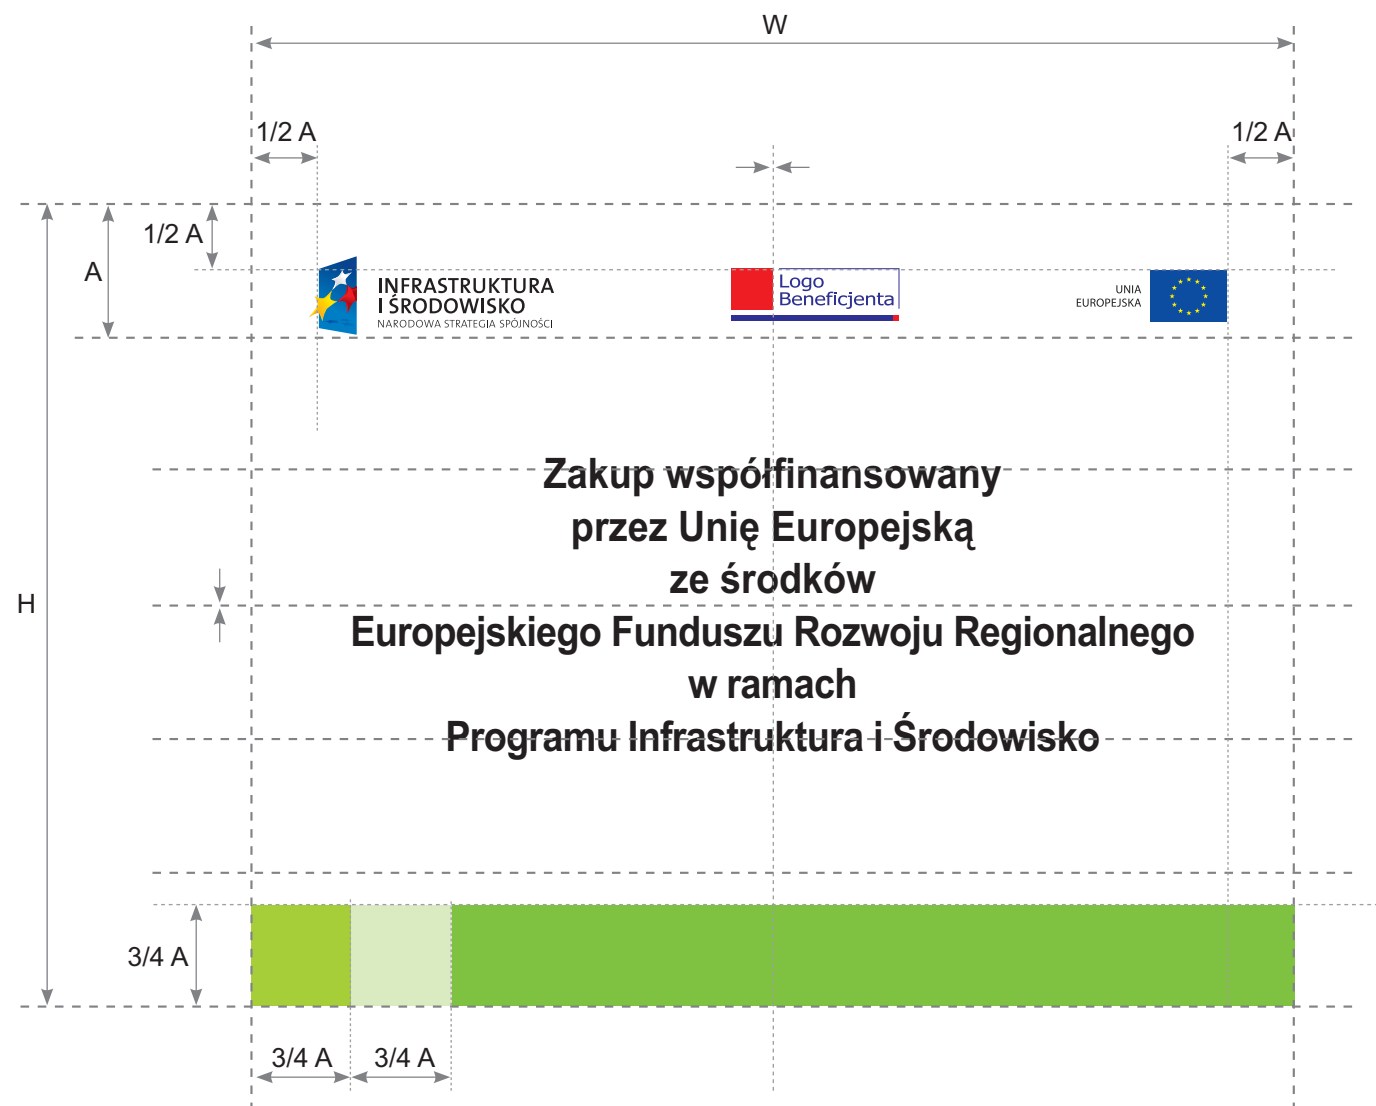 W
1/2 A
1/2 A
1/2 A
A
INFRASTRUKTURA
I ŚRODOWISKO
NARODOWA STRATEGIA SPÓJNOŚCI
Logo
Beneficjenta
UNIA
EUROPEJSKA
Zakup współfinansowany
przez Unię Europejską
ze środków
H
Europejskiego Funduszu Rozwoju Regionalnego
w ramach
Programu Infrastruktura i Środowisko
3/4 A
3/4 A
3/4 A